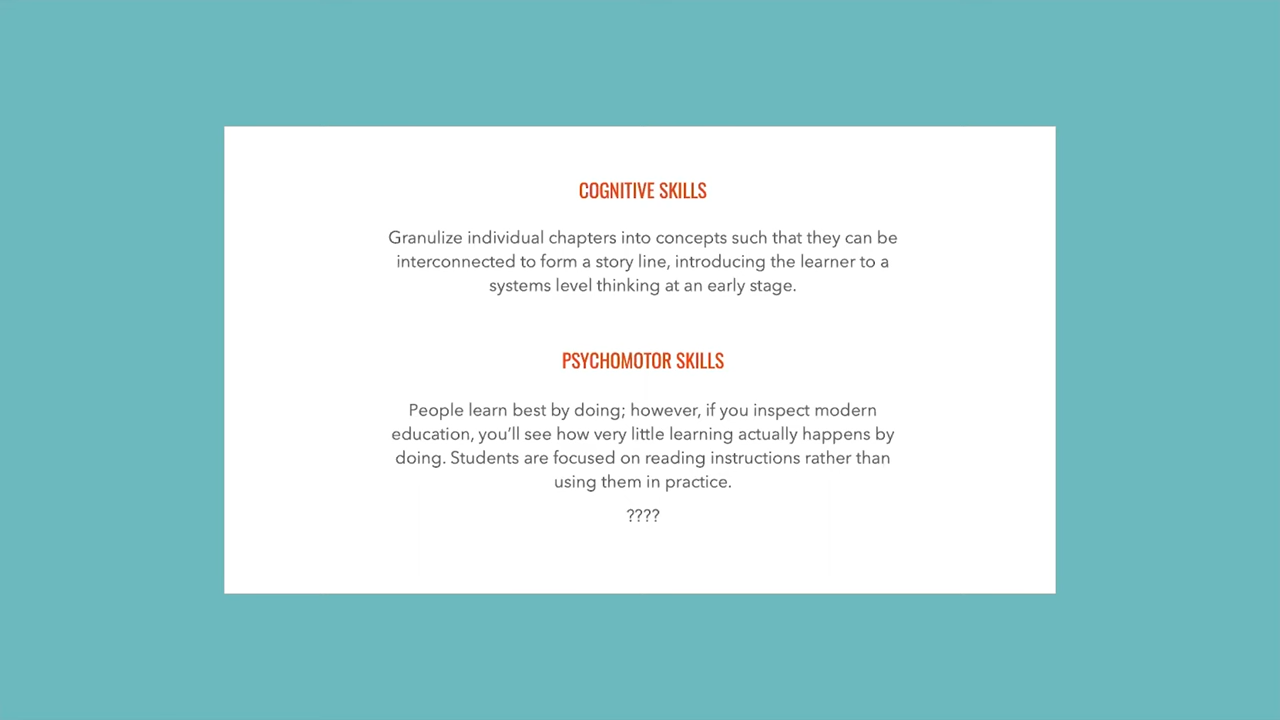 COGNITIVE SKILLS
Granulize individual chapters into concepts such that they can be
interconnected to form a story line, introducing the learner to a
systems level thinking at an early stage.
PSYCHOMOTOR SKILLS
People learn best by doing; however, if you inspect modern
education, you’ll see how very little learning actually happens by
doing. Students are focused on reading instructions rather than
using them in practice.
????